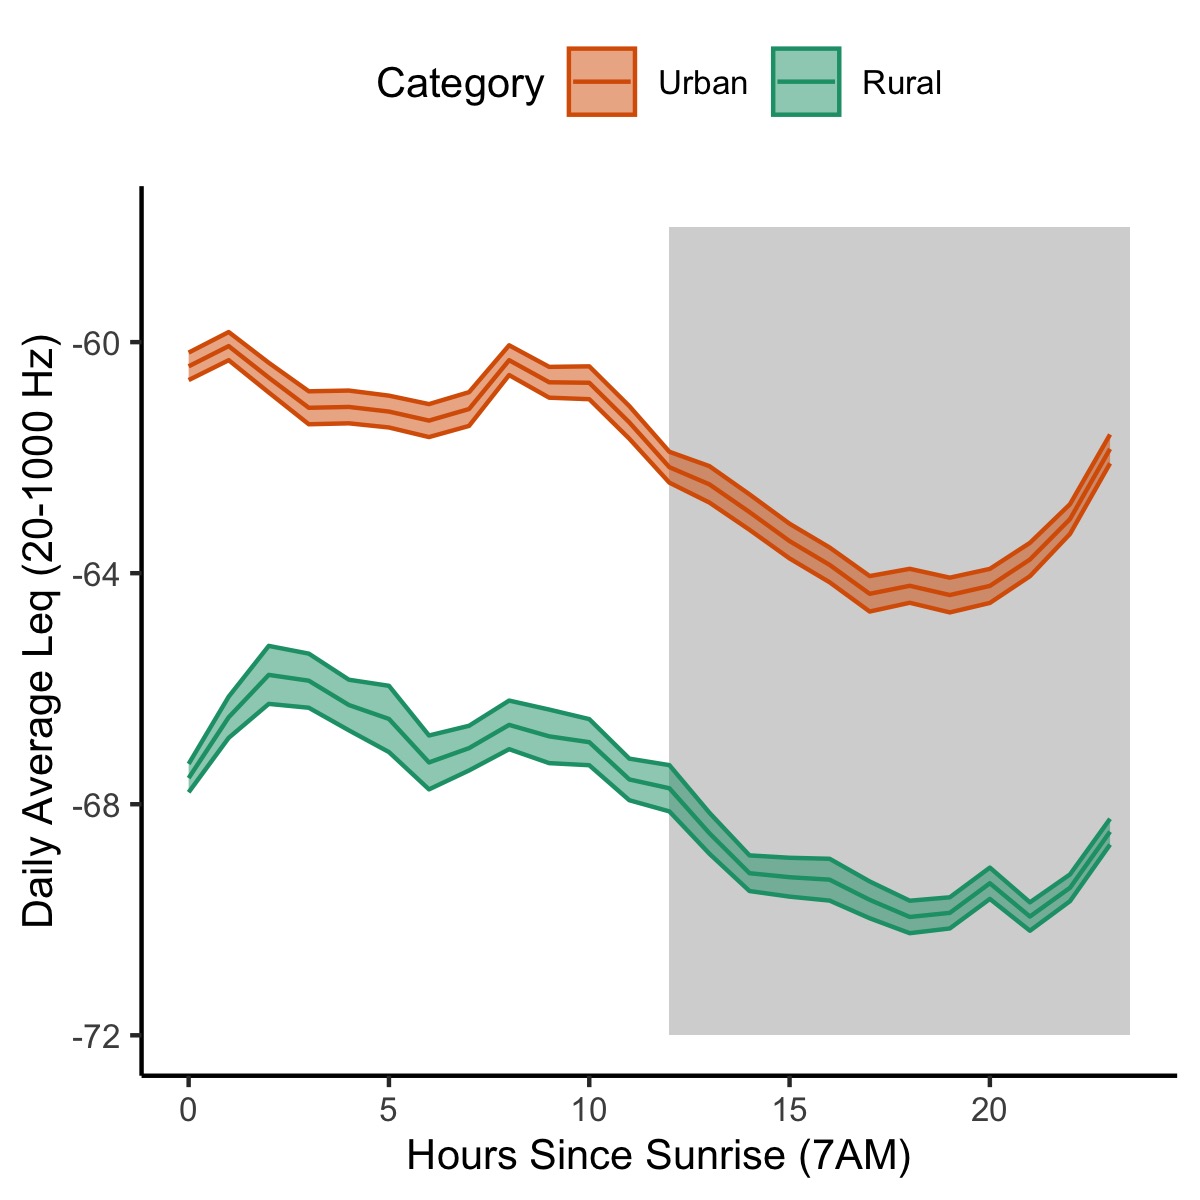 Category Urban Rural
Daily Average Leq (20-1000 Hz)
-60
-64
-68
-72
0 5 10 15 20
Hours Since Sunrise (7AM)